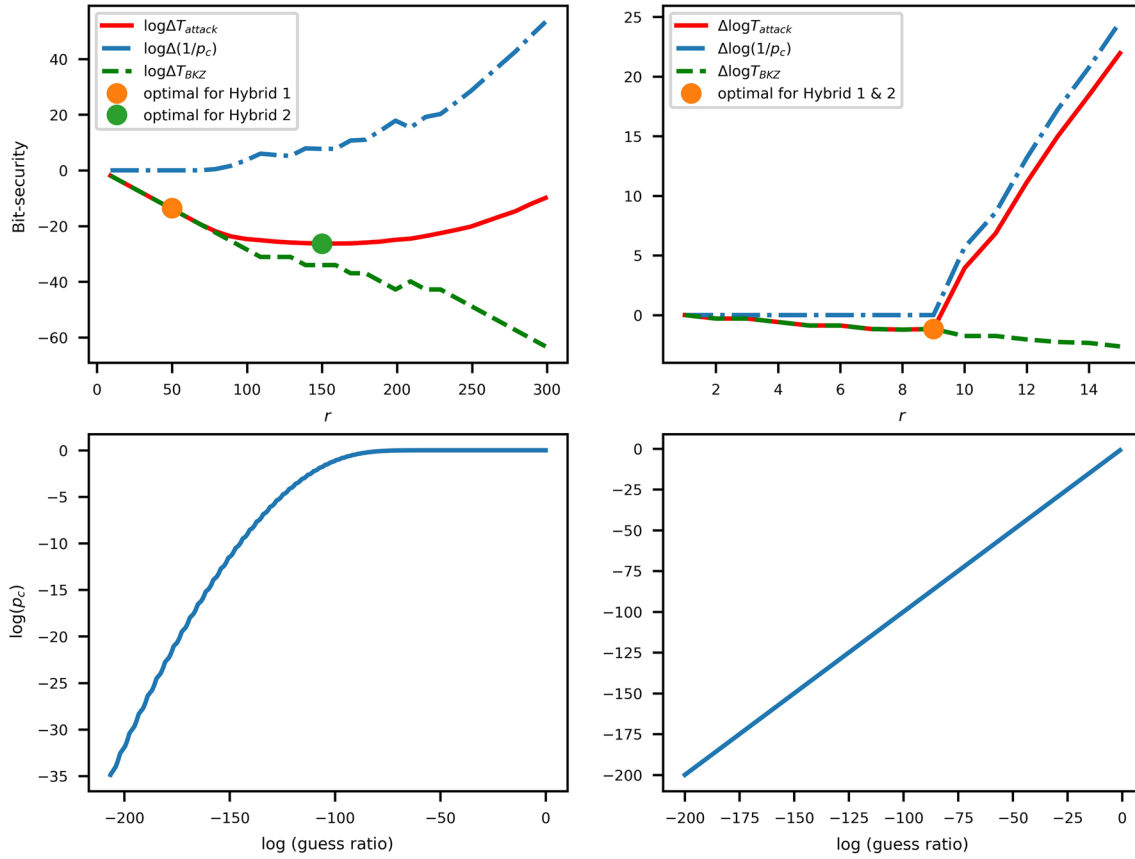 logΔT_attack
logΔ(1/p_c)
logΔT_BKZ
optimal for Hybrid 1
optimal for Hybrid 2
Bit-security
40
20
0
−20
−40
−60
0 50 100 150 200 250 300
r
ΔlogT_attack
Δlog(1/p_c)
ΔlogT_BKZ
optimal for Hybrid 1 & 2
25
20
15
10
5
0
2 4 6 8 10 12 14
r
log(p_c)
0
−5
−10
−15
−20
−25
−30
−35
−200 −150 −100 −50 0
log (guess ratio)
0
−25
−50
−75
−100
−125
−150
−175
−200
−200 −175 −150 −125 −100 −75 −50 −25 0
log (guess ratio)